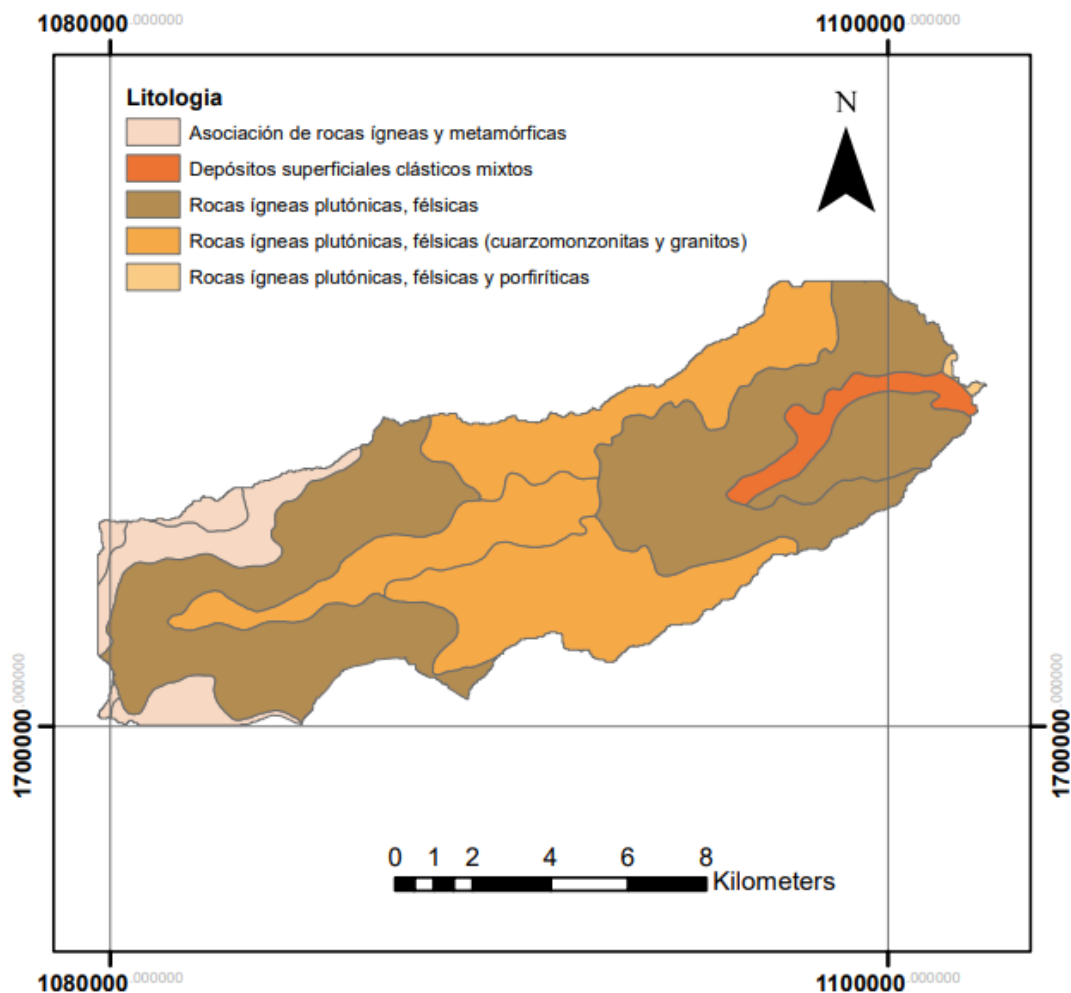 1080000.000000 1100000.000000
Litologia
Asociación de rocas ígneas y metamórficas
Depósitos superficiales clásticos mixtos
Rocas ígneas plutónicas, félsicas
Rocas ígneas plutónicas, félsicas (cuarzomonzonitas y granitos)
Rocas ígneas plutónicas, félsicas y porfiríticas
N
1700000.000000
1700000.000000
0 1 2 4 6 8
Kilometers
1080000.000000 1100000.000000